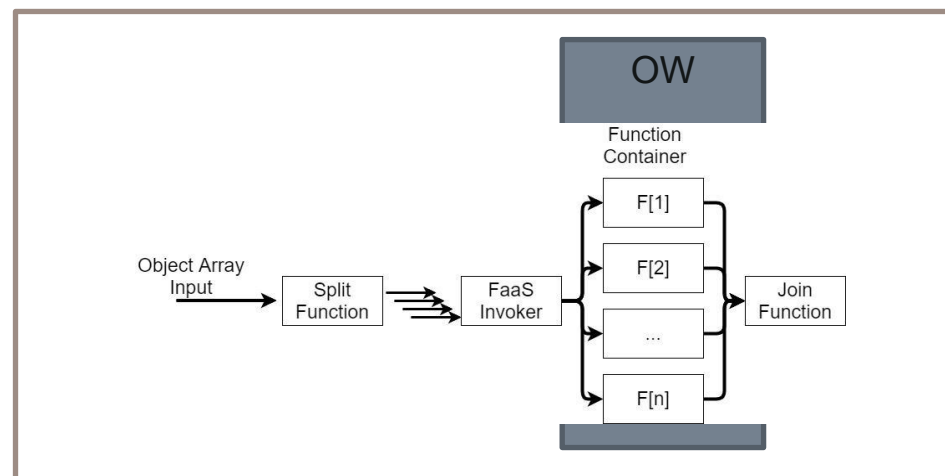 OW
Function
Container
F[1]
F[2]
...
F[n]
Object Array
Input
Split
Function
FaaS
Invoker
Join
Function